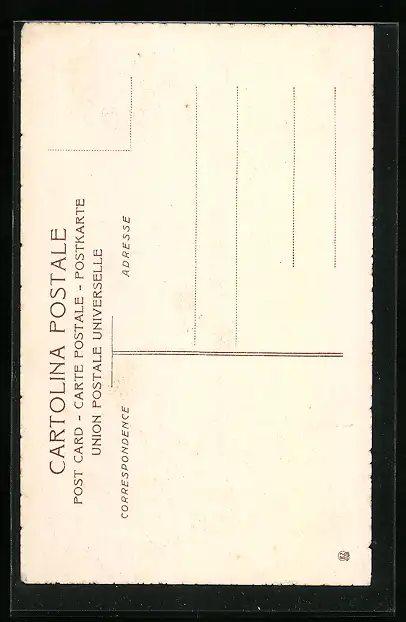 CARTOLINA POSTALE
POST CARD - CARTE POSTALE - POSTKARTE
UNION POSTALE UNIVERSELLE
CORRESPONDENCE
ADRESSE